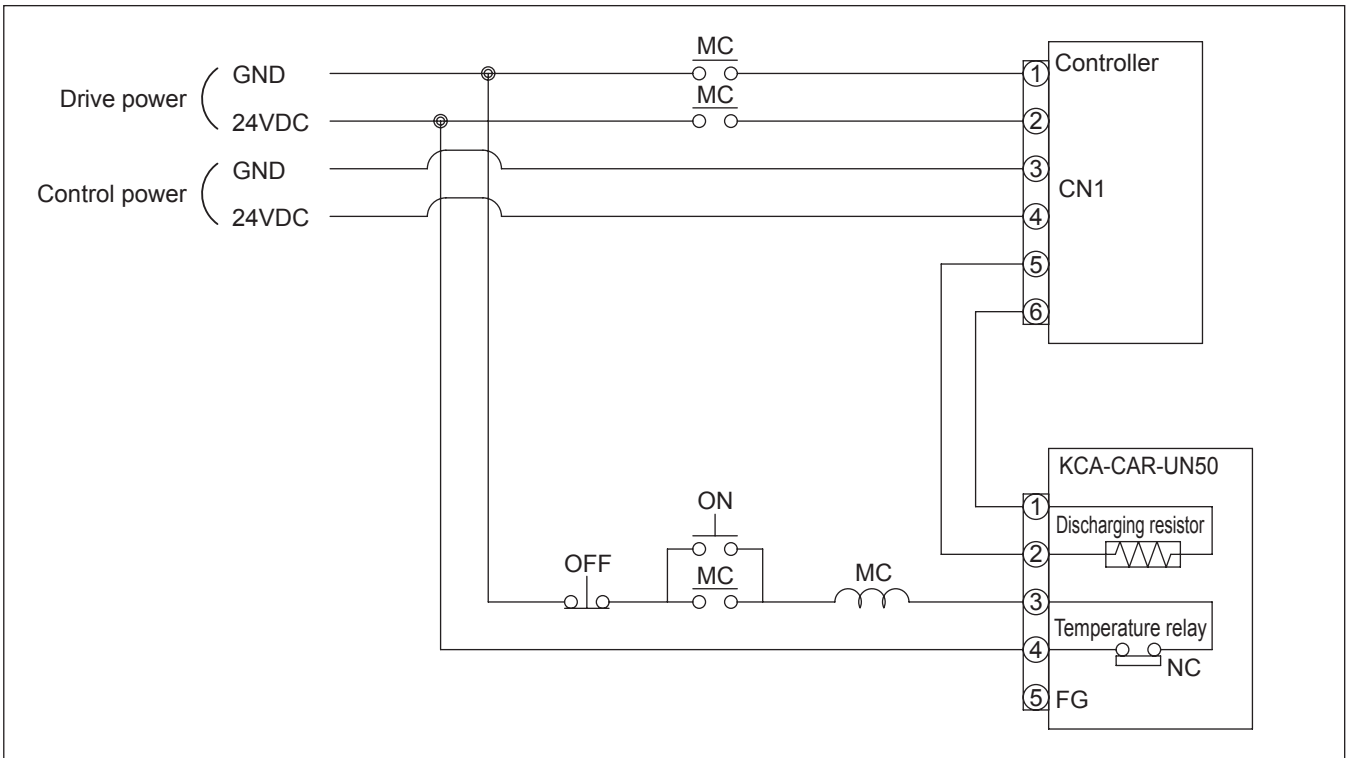 MC
GND
Controller
①
Drive power
MC
24VDC
②
GND
③
Control power
CN1
24VDC
④
⑤
⑥
KCA-CAR-UN50
①
Discharging resistor
②
ON
OFF
MC
MC
③
Temperature relay
④
NC
⑤ FG